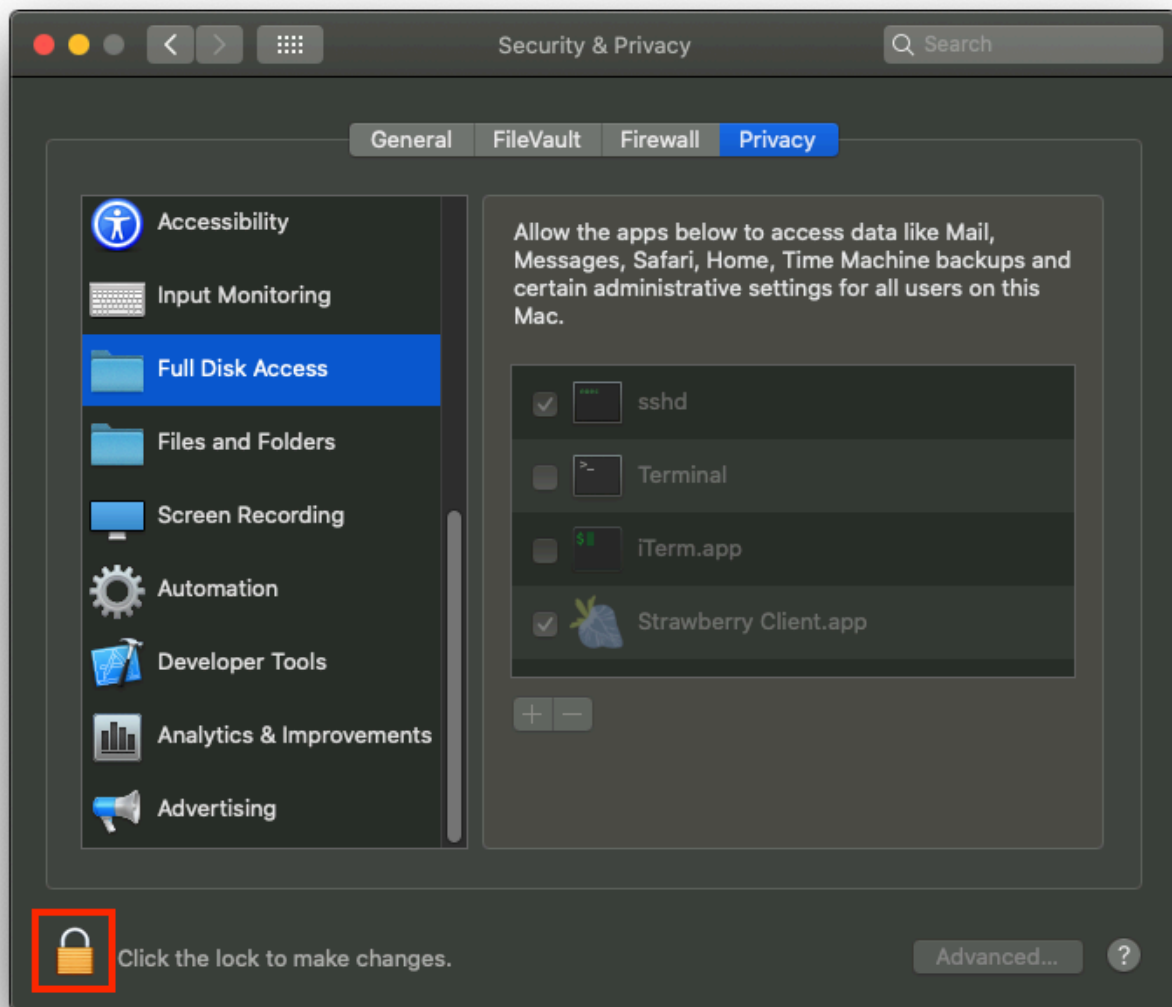 Security & Privacy
Search
General
FileVault
Firewall
Privacy
Accessibility
Input Monitoring
Full Disk Access
Files and Folders
Screen Recording
Automation
Developer Tools
Analytics & Improvements
Advertising
Allow the apps below to access data like Mail,
Messages, Safari, Home, Time Machine backups and
certain administrative settings for all users on this
Mac.
sshd
Terminal
iTerm.app
Strawberry Client.app
Click the lock to make changes.
Advanced...
?